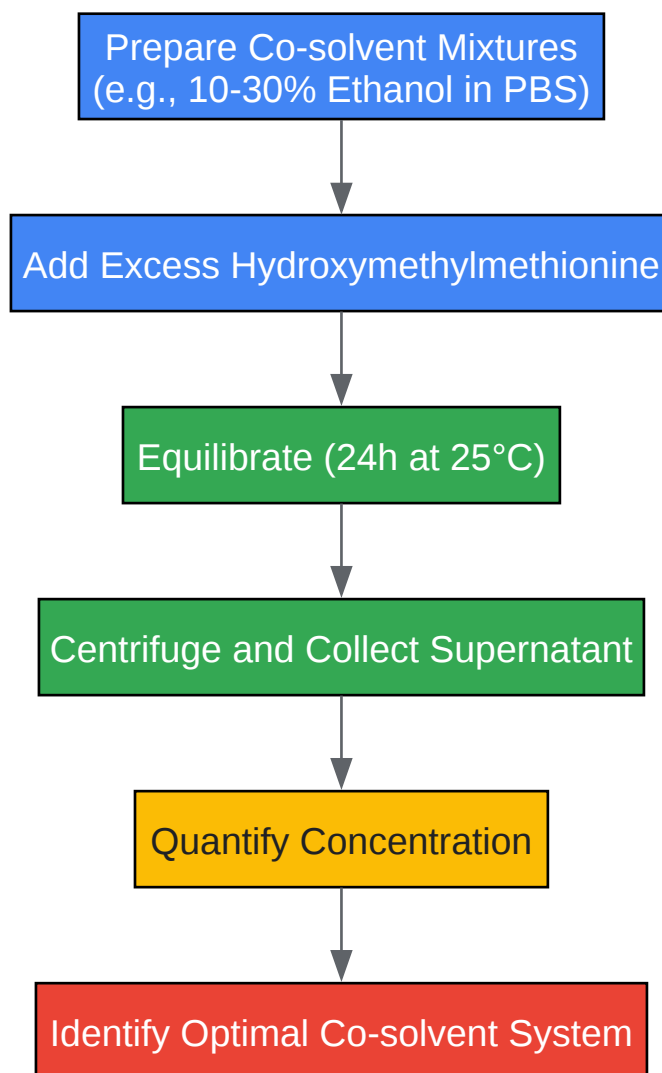 Prepare Co-solvent Mixtures
(e.g., 10-30% Ethanol in PBS)
Add Excess Hydroxymethylmethionine
Equilibrate (24h at 25°C)
Centrifuge and Collect Supernatant
Quantify Concentration
Identify Optimal Co-solvent System